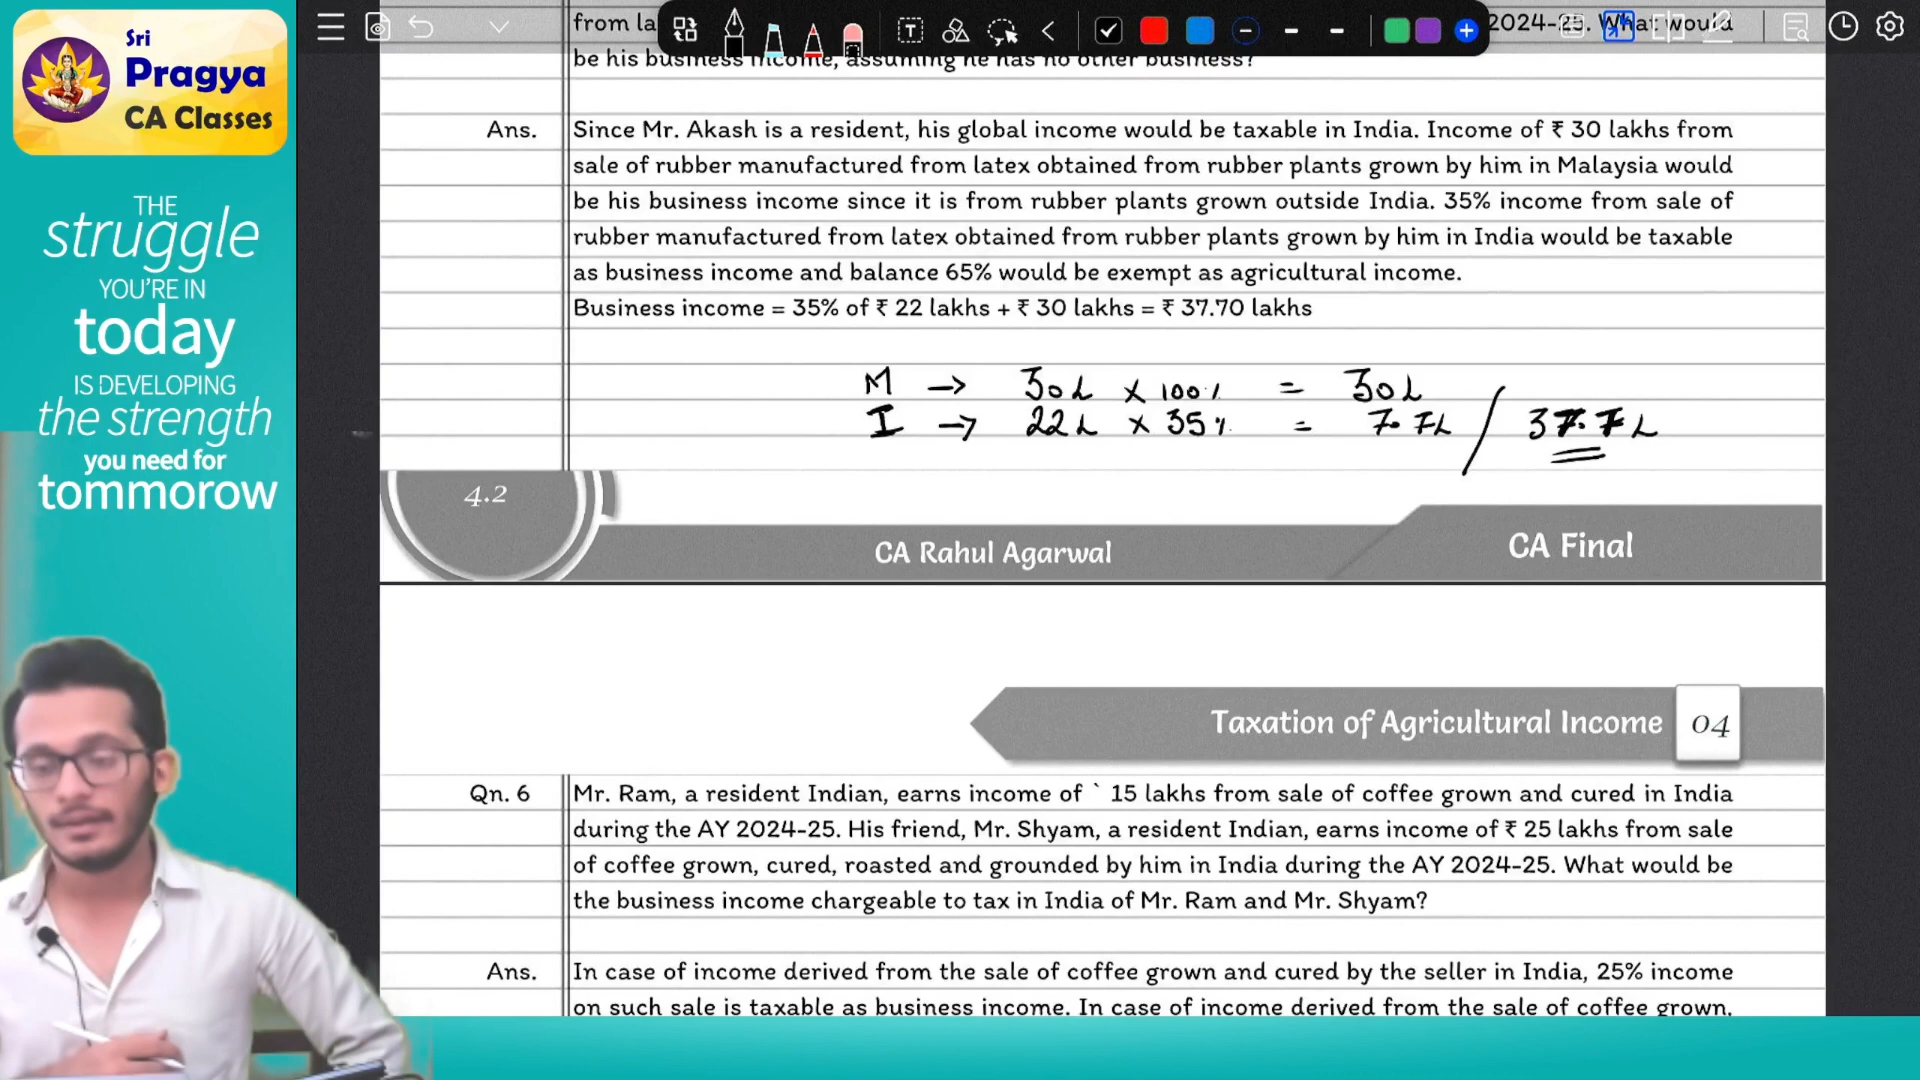 Sri
Pragya
CA Classes
THE
struggle
YOU'RE IN
today
IS DEVELOPING
the strength
you need for
tommorow
from la 2024-25. What would
be his business income, assuming he has no other business?
Ans. Since Mr. Akash is a resident, his global income would be taxable in India. Income of ₹ 30 lakhs from
sale of rubber manufactured from latex obtained from rubber plants grown by him in Malaysia would
be his business income since it is from rubber plants grown outside India. 35% income from sale of
rubber manufactured from latex obtained from rubber plants grown by him in India would be taxable
as business income and balance 65% would be exempt as agricultural income.
Business income = 35% of ₹ 22 lakhs + ₹ 30 lakhs = ₹ 37.70 lakhs
M → 30L × 100% = 30L
I → 22L × 35% = 7.7L / 37.7L
4.2
CA Rahul Agarwal
CA Final
Taxation of Agricultural Income 04
Qn. 6 Mr. Ram, a resident Indian, earns income of ` 15 lakhs from sale of coffee grown and cured in India
during the AY 2024-25. His friend, Mr. Shyam, a resident Indian, earns income of ₹ 25 lakhs from sale
of coffee grown, cured, roasted and grounded by him in India during the AY 2024-25. What would be
the business income chargeable to tax in India of Mr. Ram and Mr. Shyam?
Ans. In case of income derived from the sale of coffee grown and cured by the seller in India, 25% income
on such sale is taxable as business income. In case of income derived from the sale of coffee grown,